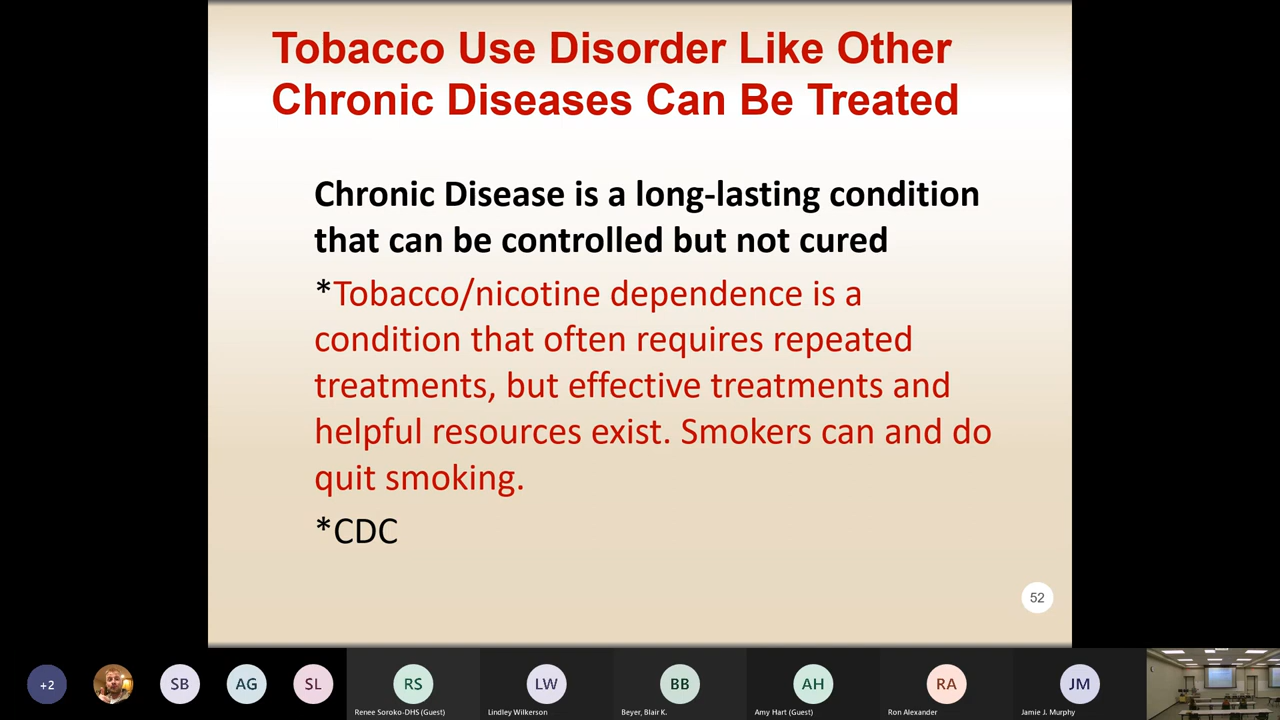 Tobacco Use Disorder Like Other
Chronic Diseases Can Be Treated
Chronic Disease is a long-lasting condition
that can be controlled but not cured
*Tobacco/nicotine dependence is a
condition that often requires repeated
treatments, but effective treatments and
helpful resources exist. Smokers can and do
quit smoking.
*CDC
52
+2
SB
AG
SL
RS
LW
BB
AH
RA
JM
Renee Soroko-DHS (Guest)
Lindley Wilkerson
Beyer, Blair K.
Amy Hart (Guest)
Ron Alexander
Jamie J. Murphy